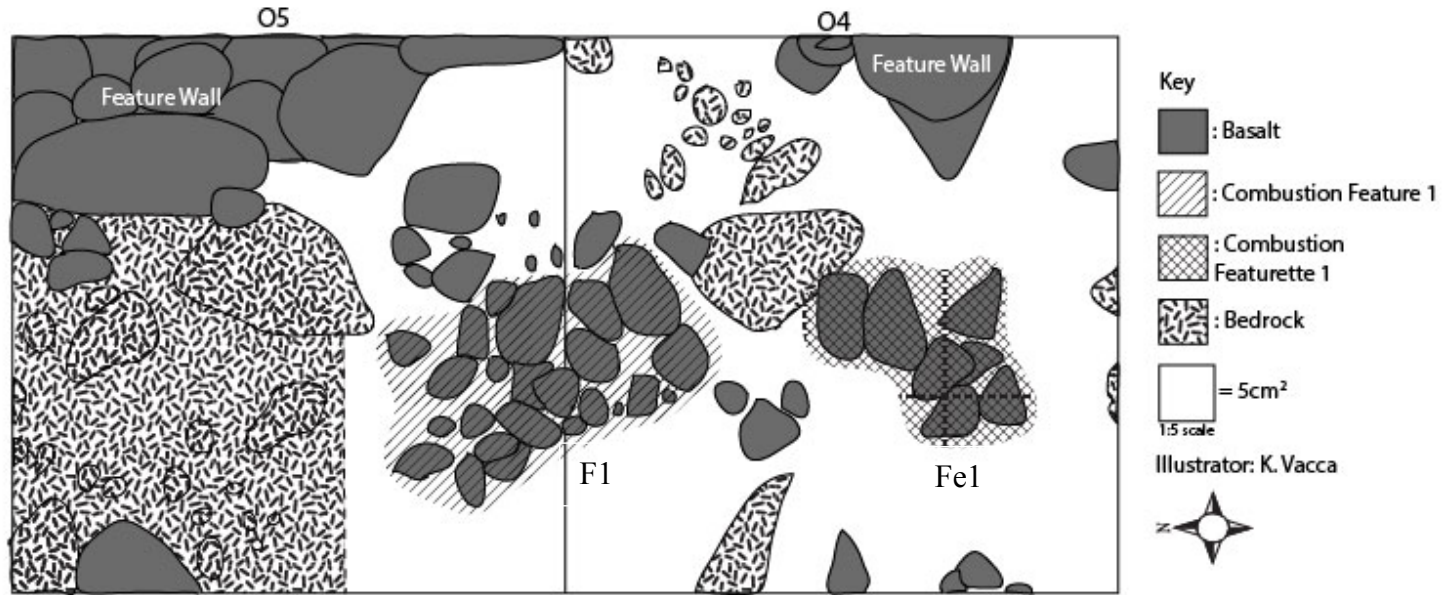 O5
O4
Feature Wall
Feature Wall
Key
: Basalt
: Combustion Feature 1
: Combustion
Featurette 1
: Bedrock
= 5cm²
1:5 scale
Illustrator: K. Vacca
N
F1
Fe1